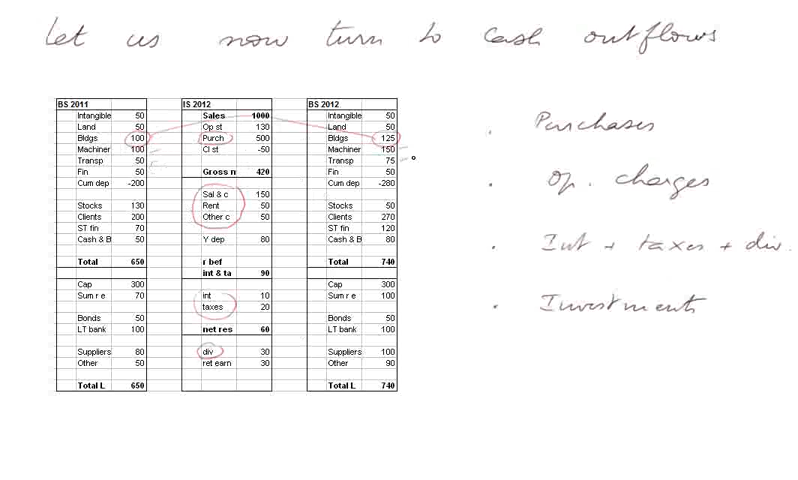 Let us now turn to cash outflows
BS 2011 IS 2012 BS 2012
Intangible 50 Sales 1000 Intangible 50
Land 50 Op st 130 Land 50
Bldgs 100 Purch 500 Bldgs 125
Machiner 100 Cl st -50 Machiner 150
Transp 50 Transp 75
Fin 50 Gross n 420 Fin 50
Cum dep -200 Cum dep -280
Sal & c 150
Stocks 130 Rent 50 Stocks 50
Clients 200 Other c 50 Clients 270
ST fin 70 ST fin 120
Cash & B 50 Y dep 80 Cash & B 80
Total 650 r bef Total 740
int & ta 90
Cap 300 Cap 300
Sum r e 70 int 10 Sum r e 100
taxes 20
Bonds 50 Bonds 50
LT bank 100 net res 60 LT bank 100
Suppliers 80 div 30 Suppliers 100
Other 50 ret earn 30 Other 90
Total L 650 Total L 740
. Purchases
. Op. charges
. Int + taxes + div.
. Investments